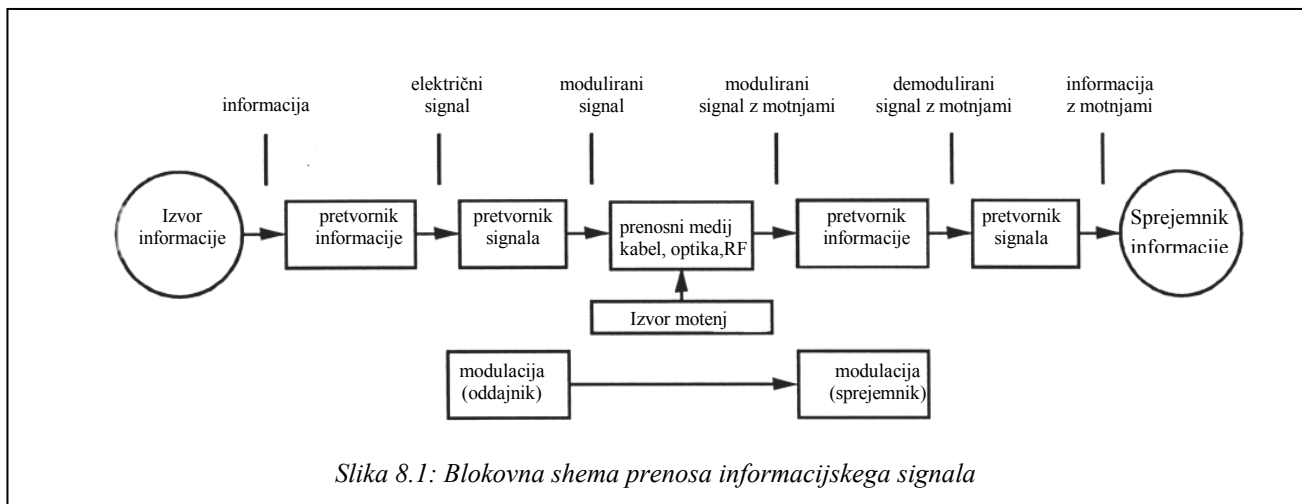 informacija
električni
signal
modulirani
signal
modulirani
signal z motnjami
demodulirani
signal z motnjami
informacija
z motnjami
Izvor
informacije
pretvornik
informacije
pretvornik
signala
prenosni medij
kabel, optika,RF
pretvornik
informacije
pretvornik
signala
Sprejemnik
informacije
Izvor motenj
modulacija
(oddajnik)
modulacija
(sprejemnik)
Slika 8.1: Blokovna shema prenosa informacijskega signala